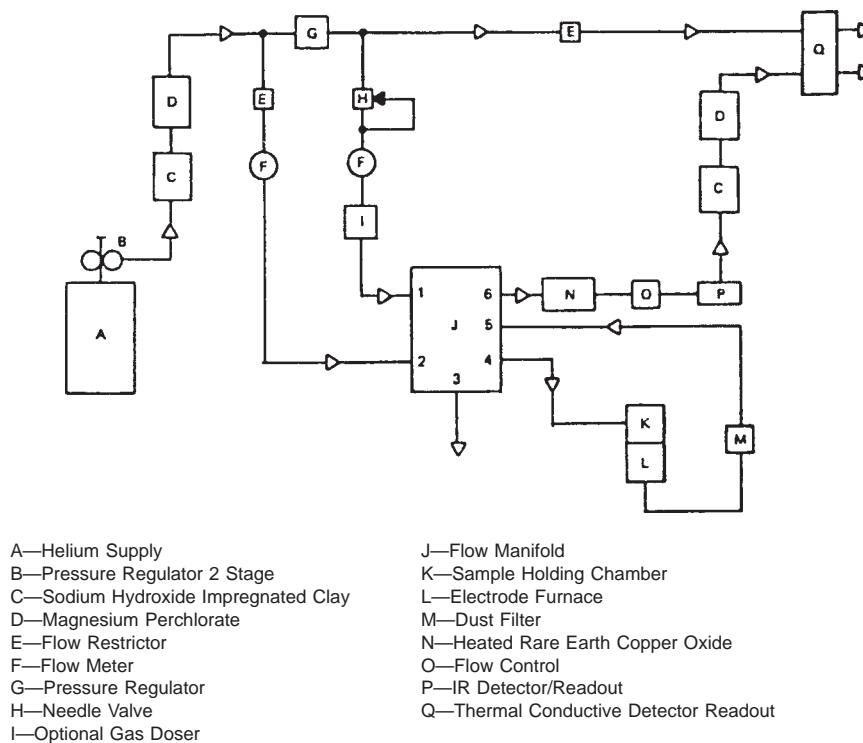 E
G
Q
D
E
H
D
F
F
C
C
I
B
1
6
N
O
P
A
J
5
2
4
3
K
M
L
A—Helium Supply
B—Pressure Regulator 2 Stage
C—Sodium Hydroxide Impregnated Clay
D—Magnesium Perchlorate
E—Flow Restrictor
F—Flow Meter
G—Pressure Regulator
H—Needle Valve
I—Optional Gas Doser
J—Flow Manifold
K—Sample Holding Chamber
L—Electrode Furnace
M—Dust Filter
N—Heated Rare Earth Copper Oxide
O—Flow Control
P—IR Detector/Readout
Q—Thermal Conductive Detector Readout